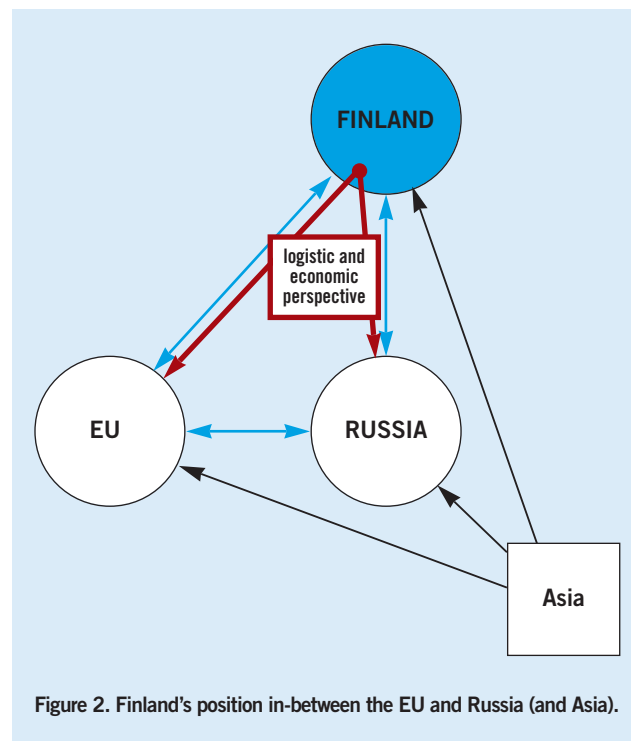 FINLAND
logistic and
economic
perspective
EU
RUSSIA
Asia
Figure 2. Finland's position in-between the EU and Russia (and Asia).